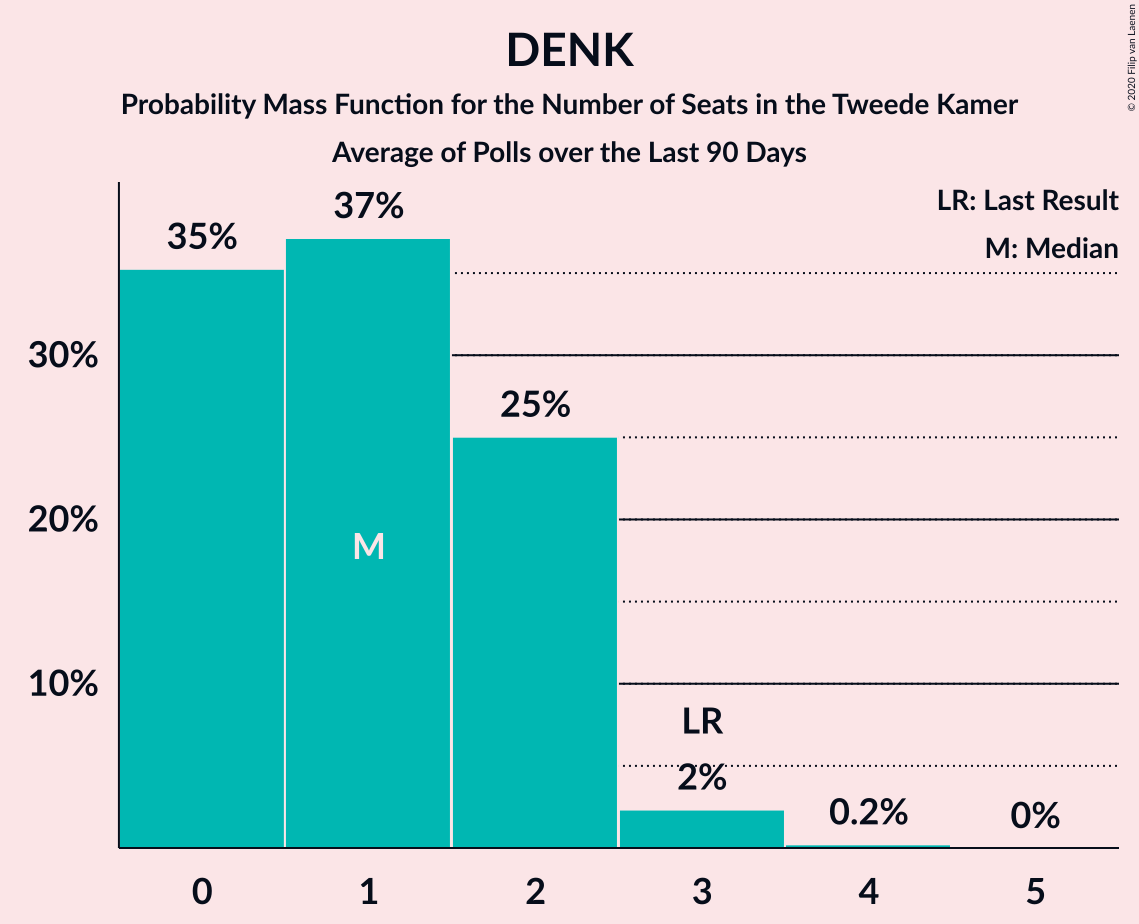 DENK
Probability Mass Function for the Number of Seats in the Tweede Kamer
Average of Polls over the Last 90 Days
© 2020 Filip van Laenen
LR: Last Result
M: Median
35%
37%
25%
LR
2%
0.2%
0%
M
30%
20%
10%
0 1 2 3 4 5